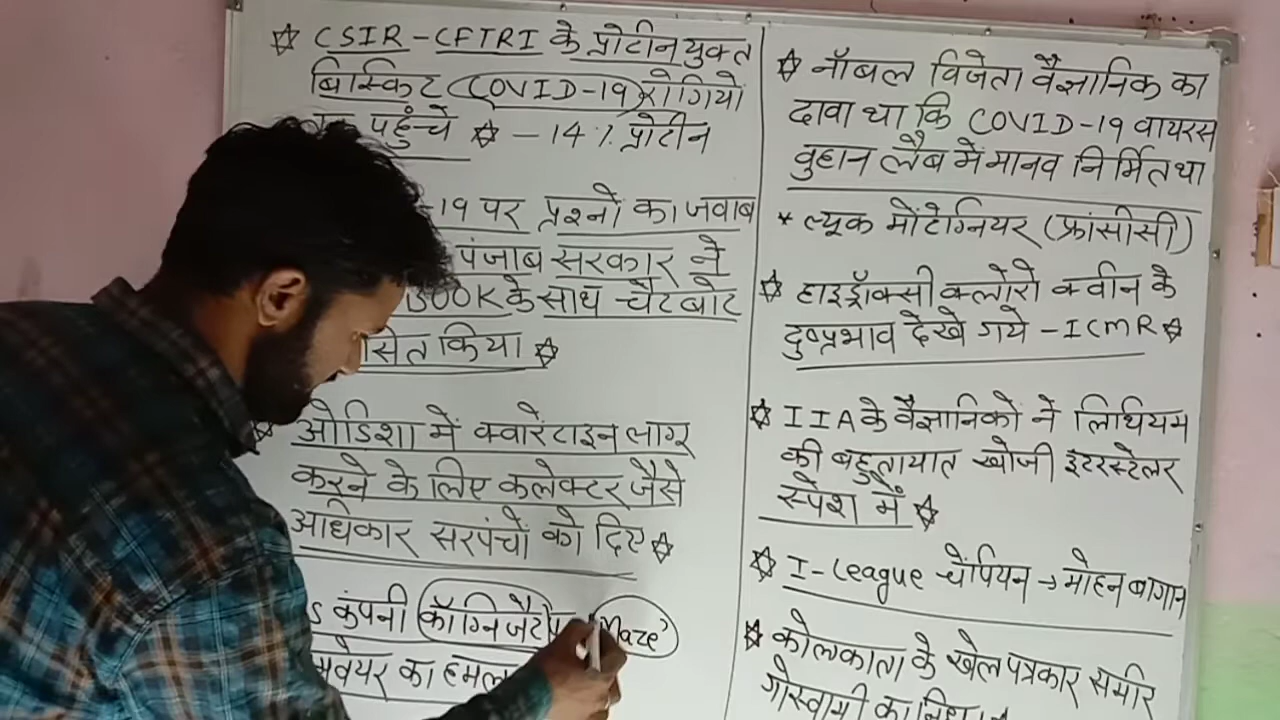 ☆ CSIR-CFTRI के प्रोटीनयुक्त
बिस्किट (COVID-19) रोगियो
तक पहुंचे ☆ - 14% प्रोटीन
-19 पर प्रश्नो का जवाब
पंजाब सरकार ने
BOOK के साथ चैटबोट
सित किया ☆
ओडिशा में क्वारेंटाइन लागू
करने के लिए कलेक्टर जैसे
अधिकार सरपंचों को दिए ☆
कंपनी कॉग्निजैंट Maze'
वेयर का हमल
☆ नॉबल विजेता वैज्ञानिक का
दावा था कि COVID-19 वायरस
वुहान लैब में मानव निर्मित था
* ल्यूक मोंटेग्नियर (फ्रांसीसी)
☆ हाइड्रॉक्सी क्लोरो क्वीन के
दुष्प्रभाव देखे गये - ICMR ☆
☆ IIA के वैज्ञानिकों ने लिथियम
की बहुतायात खोजी इंटरस्टेलर
स्पेश में ☆
☆ I-League चेंपियन → मोहन बागान
☆ कोलकाता के खेल पत्रकार समीर
गोस्वामी का निधन